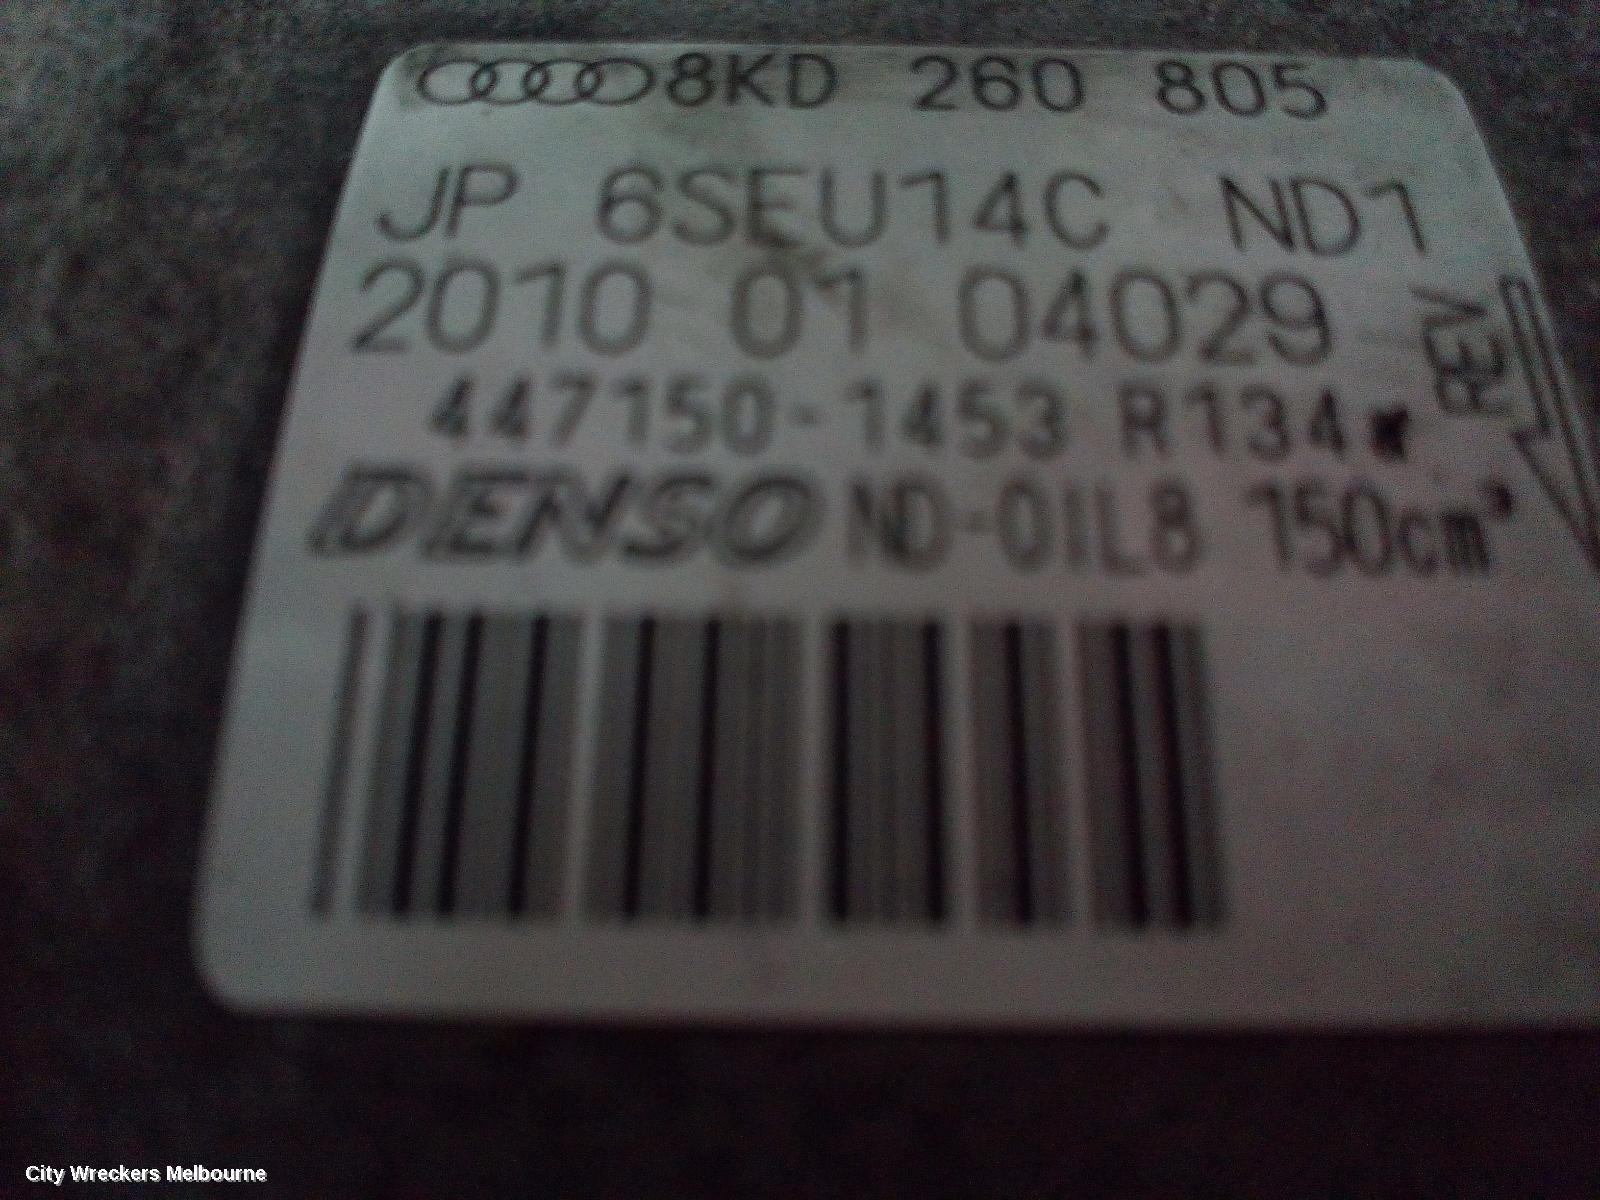 8KD 260 805
JP 6SEU14C ND1
2010 01 04029
447150-1453 R134a
DENSO ND-OIL8 150cm³
REV
City Wreckers Melbourne